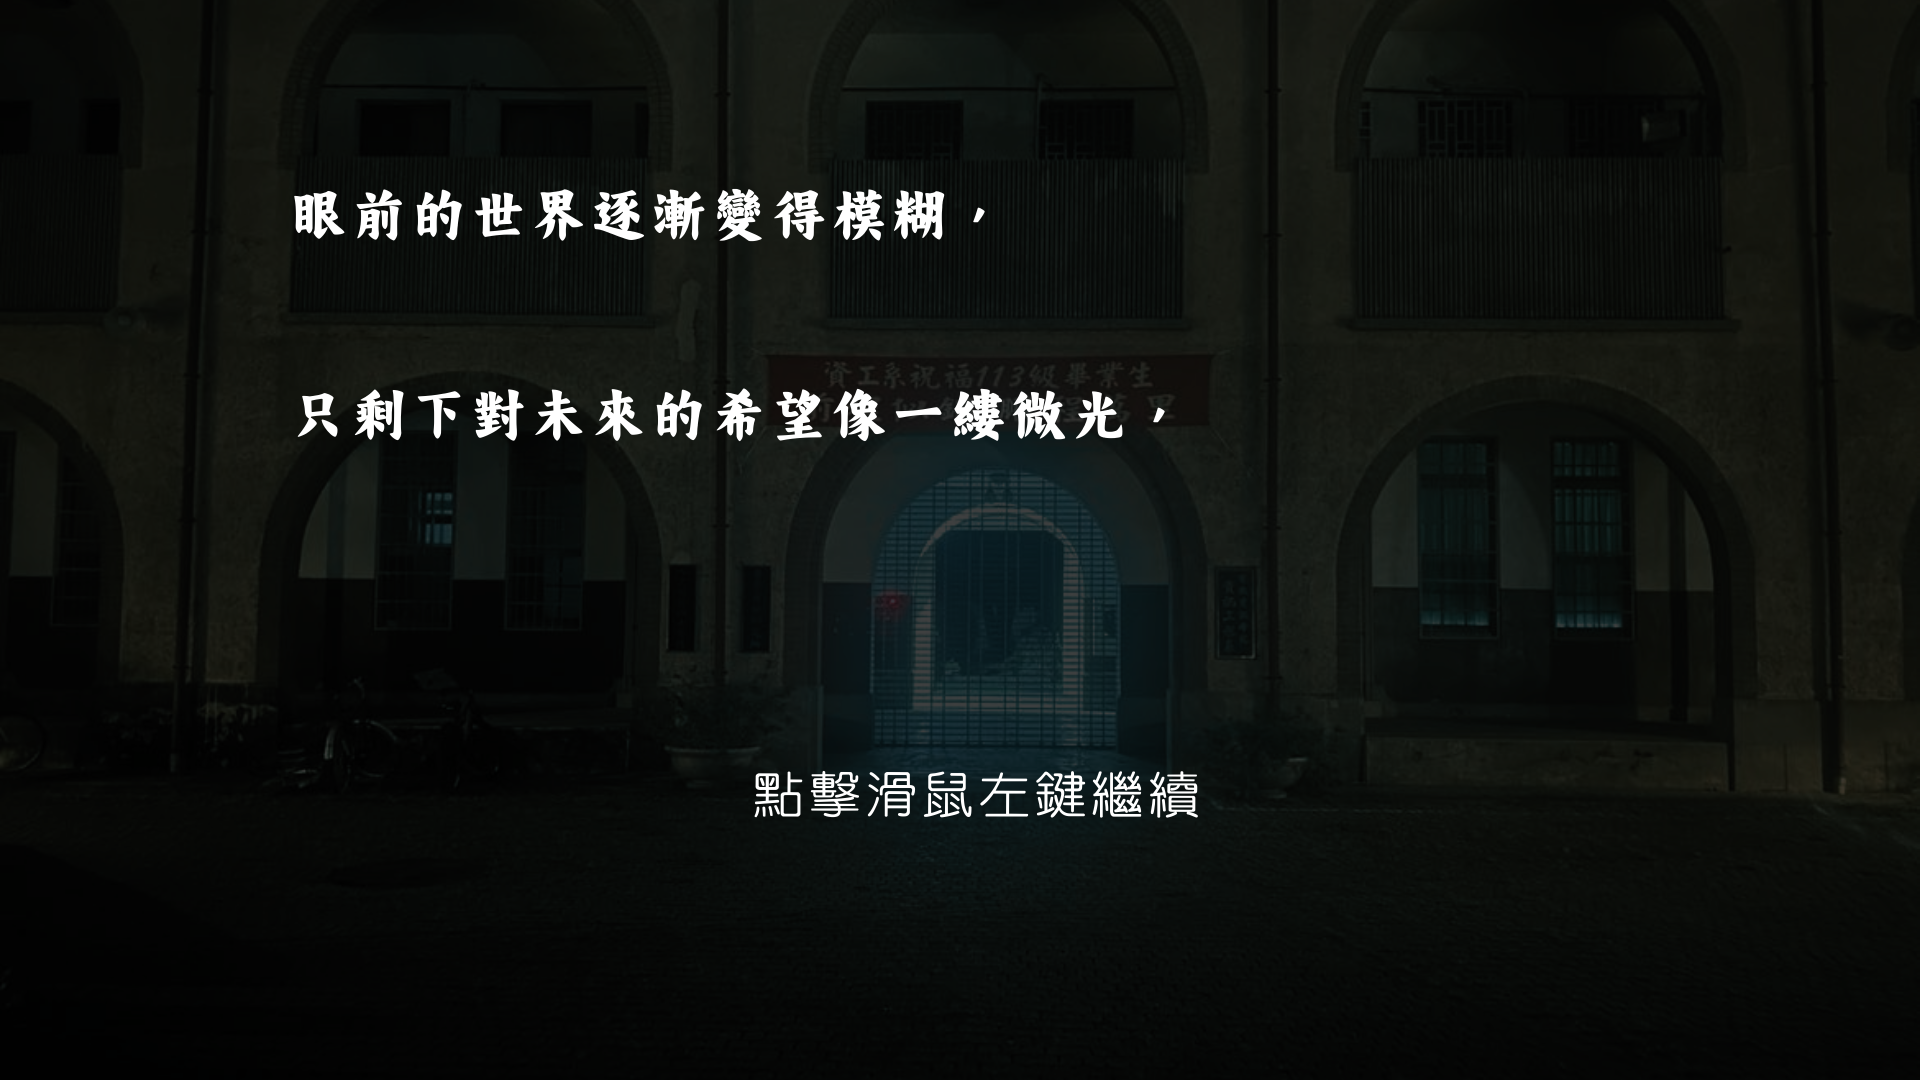 眼前的世界逐漸變得模糊，
資工系祝福113級畢業生
只剩下對未來的希望像一縷微光，
點擊滑鼠左鍵繼續